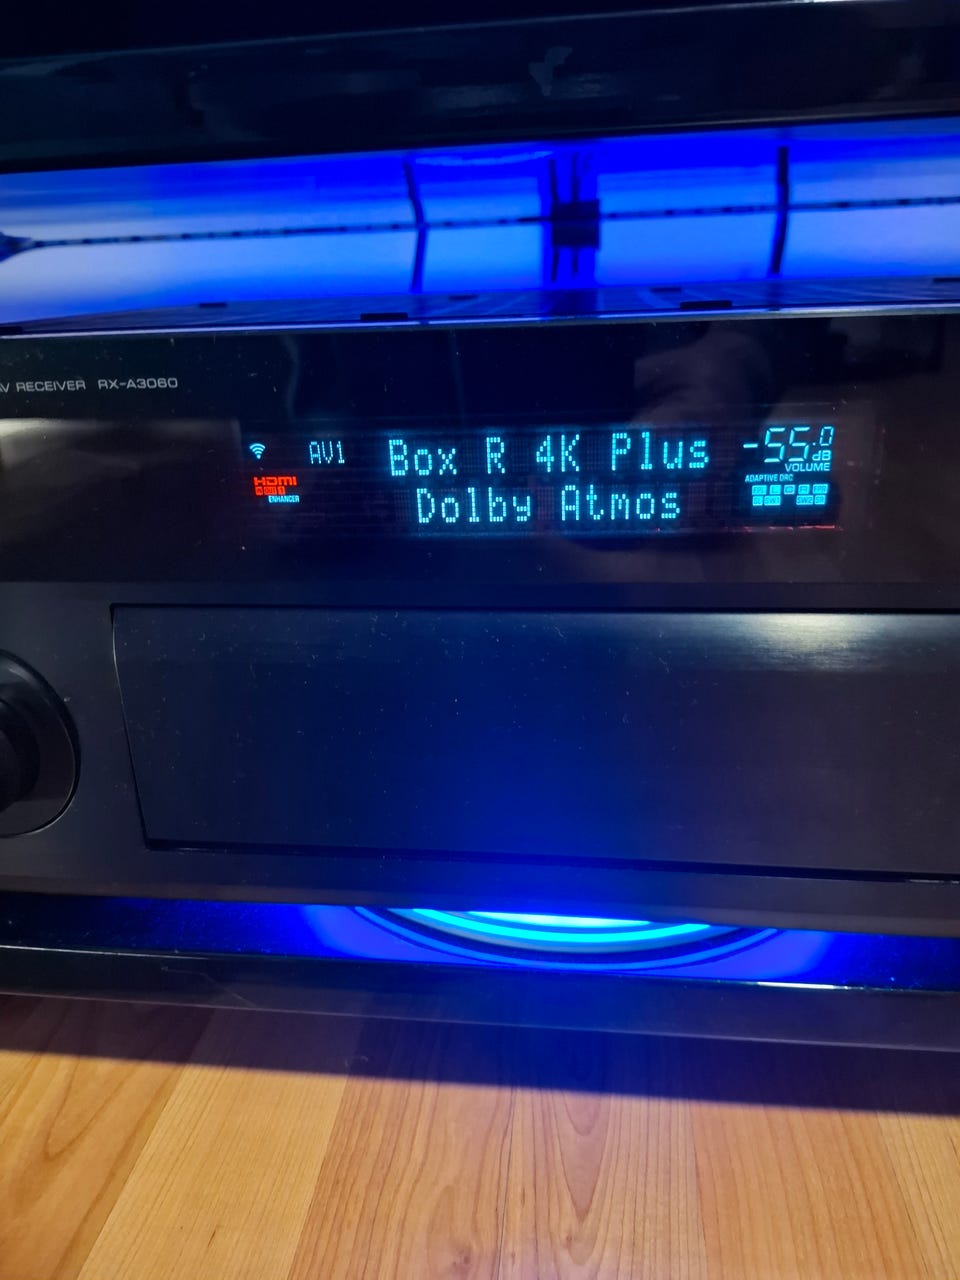 AV RECEIVER RX-A3060
AV1
Box R 4K Plus
Dolby Atmos
-55.0
dB
VOLUME
HDMI
ENHANCER
ADAPTIVE DRC